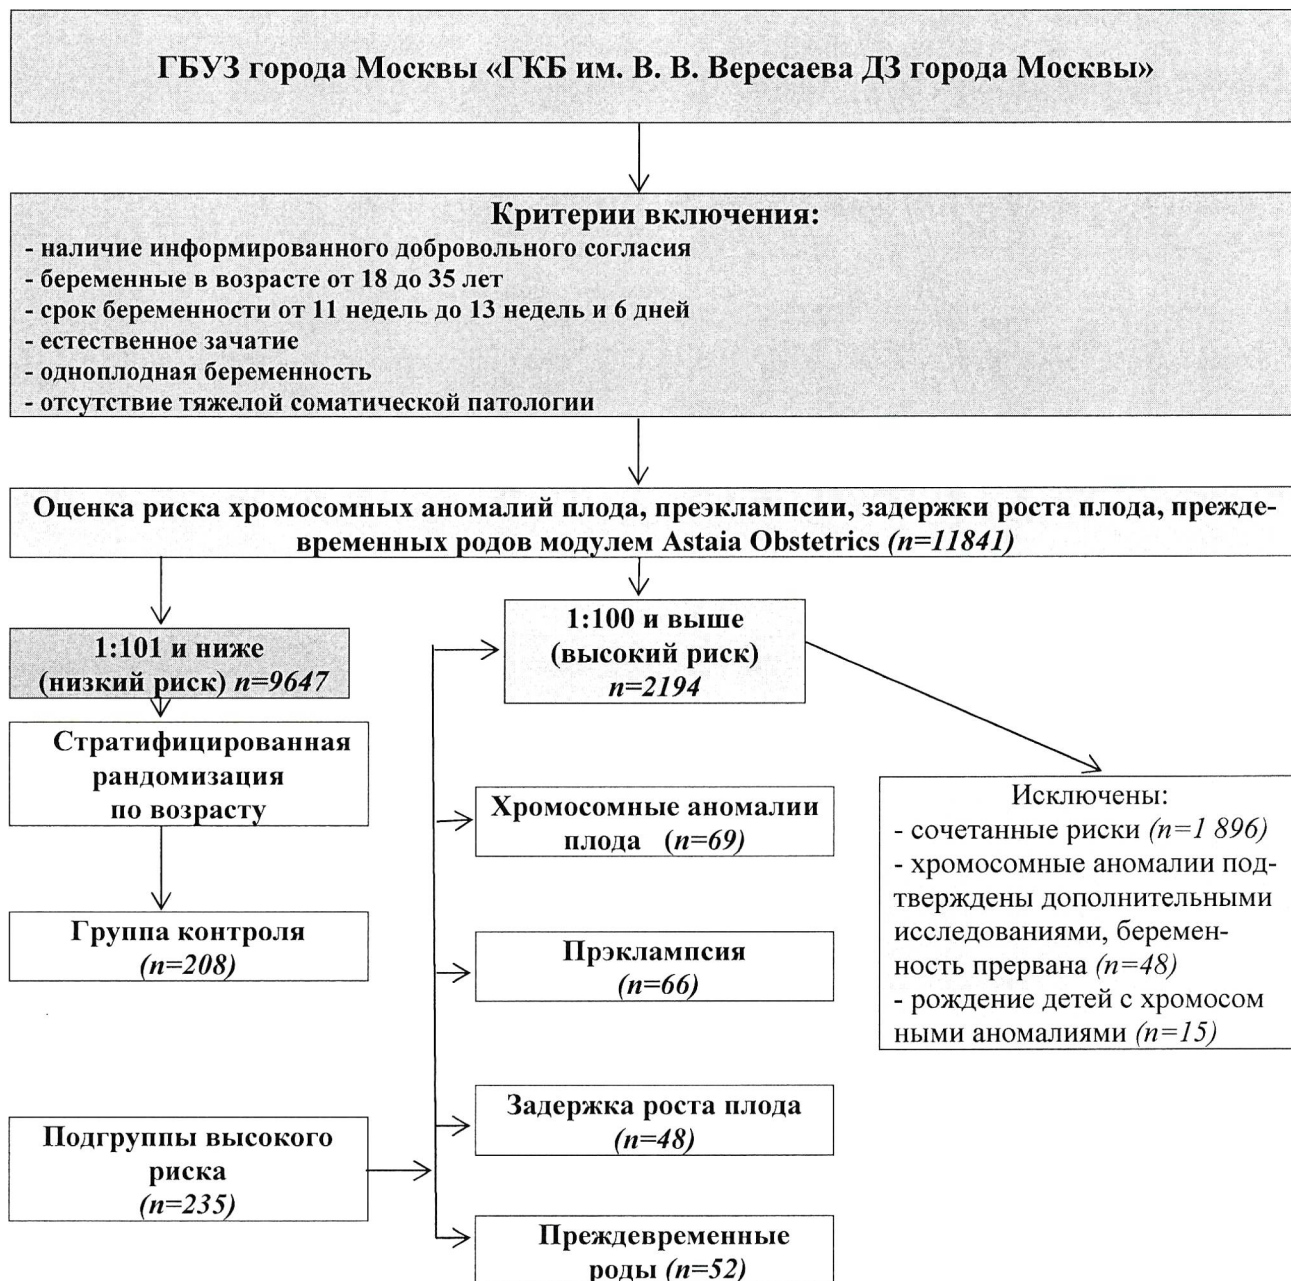 ГБУЗ города Москвы «ГКБ им. В. В. Вересаева ДЗ города Москвы»
Критерии включения:
- наличие информированного добровольного согласия
- беременные в возрасте от 18 до 35 лет
- срок беременности от 11 недель до 13 недель и 6 дней
- естественное зачатие
- одноплодная беременность
- отсутствие тяжелой соматической патологии
Оценка риска хромосомных аномалий плода, преэклампсии, задержки роста плода, прежде-
временных родов модулем Astaia Obstetrics (n=11841)
1:101 и ниже
(низкий риск) n=9647
Стратифицированная
рандомизация
по возрасту
Группа контроля
(n=208)
Подгруппы высокого
риска
(n=235)
1:100 и выше
(высокий риск)
n=2194
Хромосомные аномалии
плода (n=69)
Прэклампсия
(n=66)
Задержка роста плода
(n=48)
Преждевременные
роды (n=52)
Исключены:
- сочетанные риски (n=1 896)
- хромосомные аномалии под-
тверждены дополнительными
исследованиями, беремен-
ность прервана (n=48)
- рождение детей с хромосом
ными аномалиями (n=15)